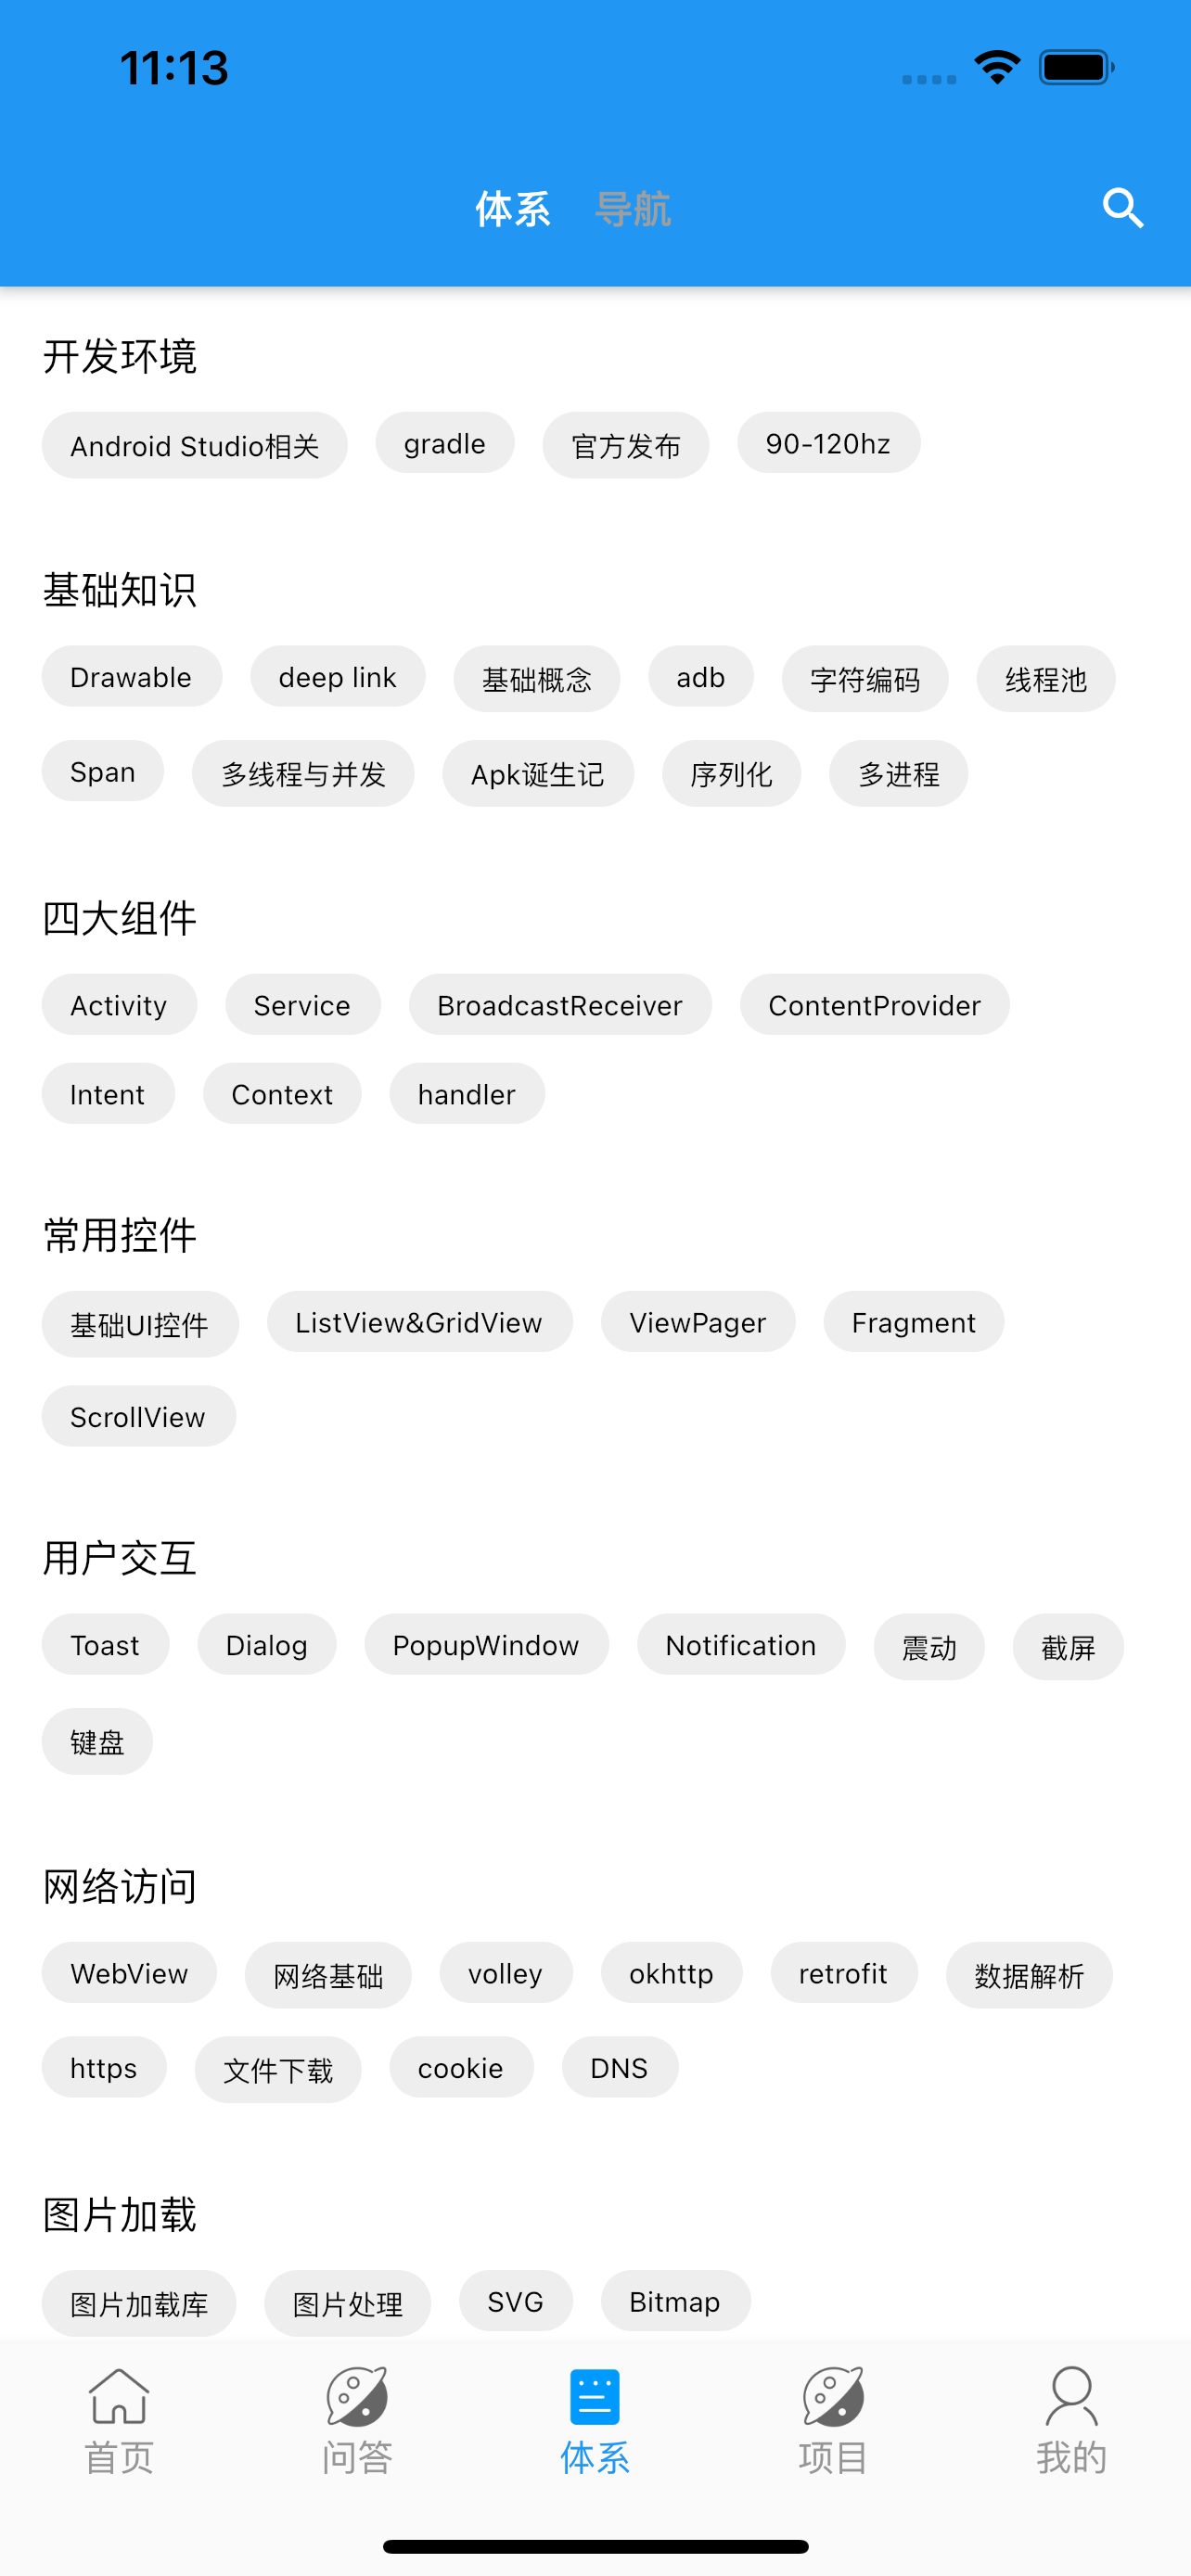 11:13
体系 导航
开发环境
Android Studio相关 gradle 官方发布 90-120hz
基础知识
Drawable deep link 基础概念 adb 字符编码 线程池
Span 多线程与并发 Apk诞生记 序列化 多进程
四大组件
Activity Service BroadcastReceiver ContentProvider
Intent Context handler
常用控件
基础UI控件 ListView&GridView ViewPager Fragment
ScrollView
用户交互
Toast Dialog PopupWindow Notification 震动 截屏
键盘
网络访问
WebView 网络基础 volley okhttp retrofit 数据解析
https 文件下载 cookie DNS
图片加载
图片加载库 图片处理 SVG Bitmap
首页 问答 体系 项目 我的